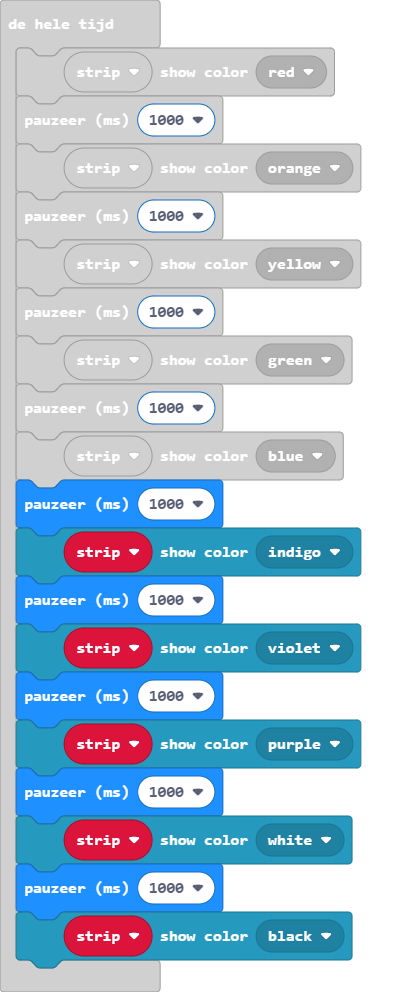 de hele tijd
strip show color red
pauzeer (ms) 1000
strip show color orange
pauzeer (ms) 1000
strip show color yellow
pauzeer (ms) 1000
strip show color green
pauzeer (ms) 1000
strip show color blue
pauzeer (ms) 1000
strip show color indigo
pauzeer (ms) 1000
strip show color violet
pauzeer (ms) 1000
strip show color purple
pauzeer (ms) 1000
strip show color white
pauzeer (ms) 1000
strip show color black